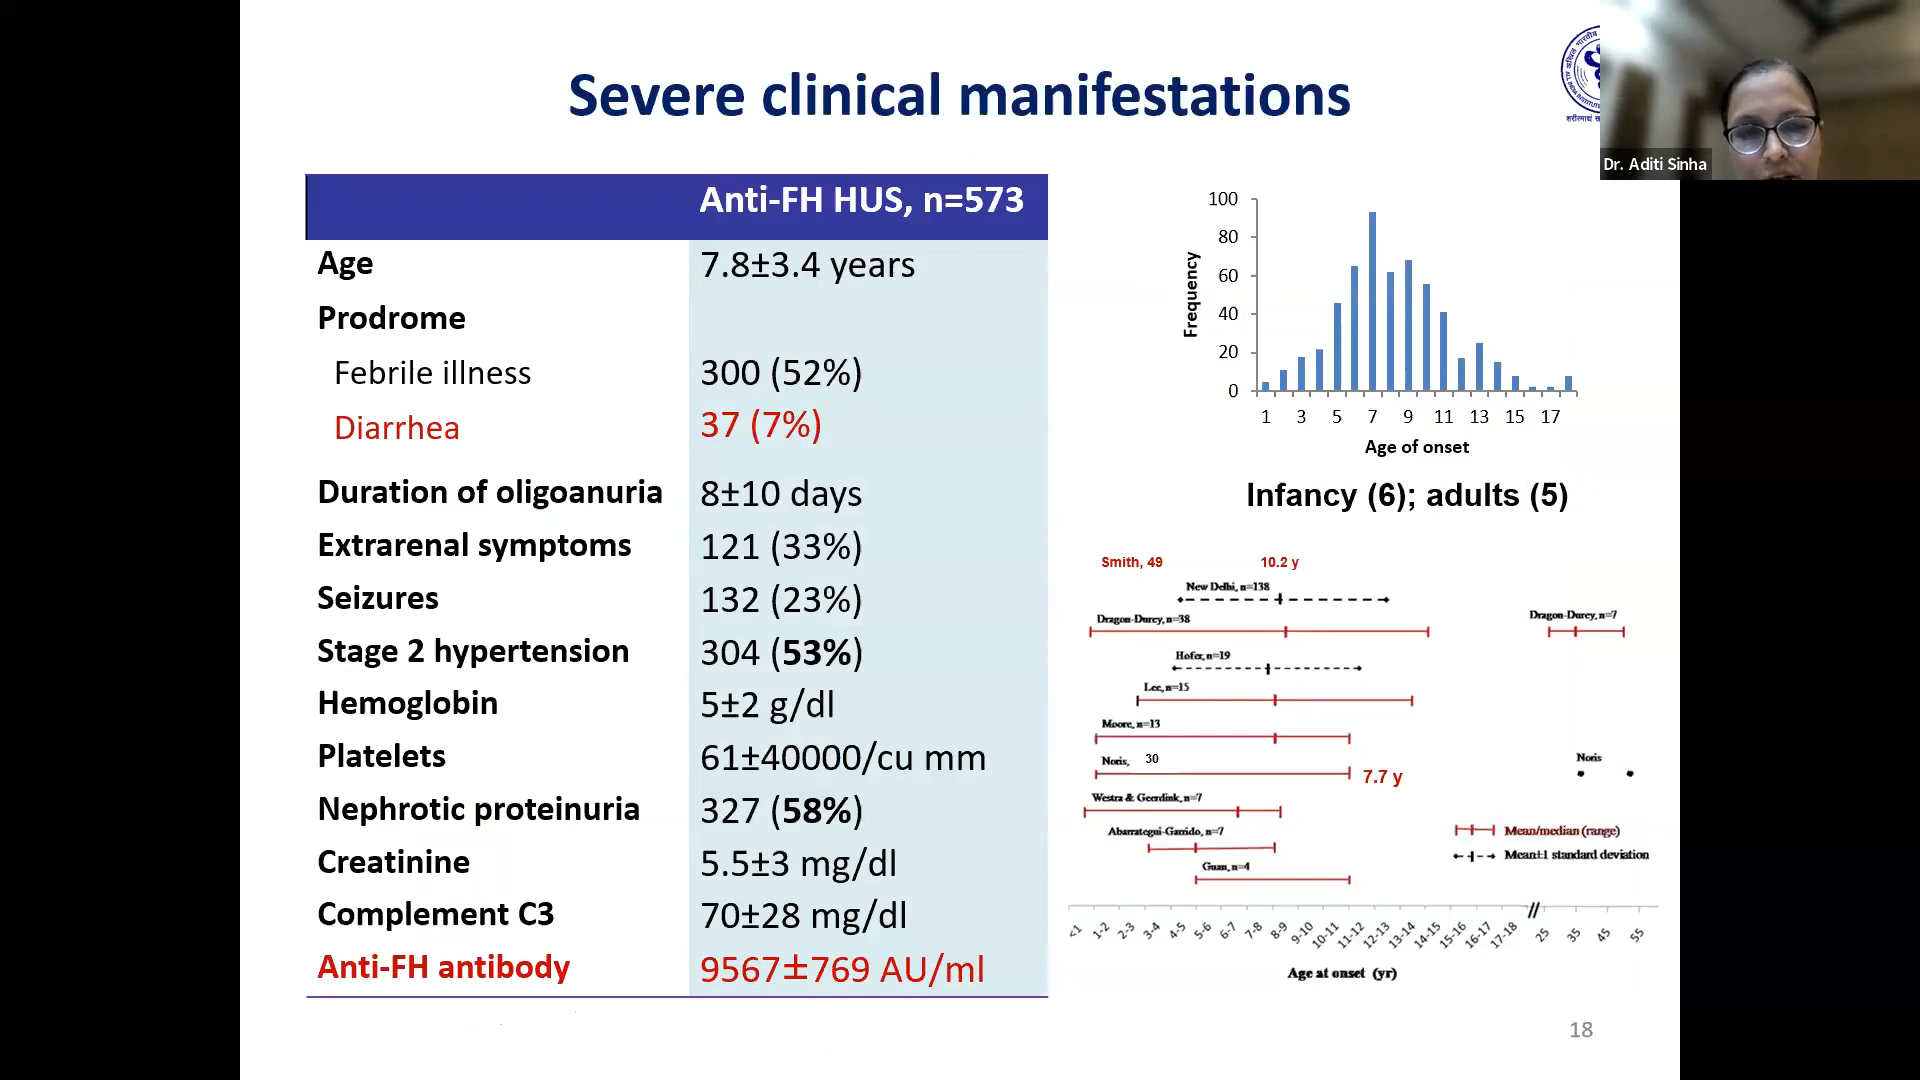 Severe clinical manifestations
Dr. Aditi Sinha
Anti-FH HUS, n=573
Age 7.8±3.4 years
Prodrome
Febrile illness 300 (52%)
Diarrhea 37 (7%)
Duration of oligoanuria 8±10 days
Extrarenal symptoms 121 (33%)
Seizures 132 (23%)
Stage 2 hypertension 304 (53%)
Hemoglobin 5±2 g/dl
Platelets 61±40000/cu mm
Nephrotic proteinuria 327 (58%)
Creatinine 5.5±3 mg/dl
Complement C3 70±28 mg/dl
Anti-FH antibody 9567±769 AU/ml
100
80
60
40
20
0
Frequency
1 3 5 7 9 11 13 15 17
Age of onset
Infancy (6); adults (5)
Smith, 49 10.2 y
New Delhi, n=138
Dragon-Durey, n=38 Dragon-Durey, n=7
Hofer, n=19
Lee, n=15
Moore, n=13
Noris, 30 Noris
7.7 y
Westra & Geerdink, n=7
Abarrategui-Garrido, n=7
Mean/median (range)
Mean±1 standard deviation
Guan, n=4
<1 1-2 2-3 3-4 4-5 5-6 6-7 7-8 8-9 9-10 10-11 11-12 12-13 13-14 14-15 15-16 16-17 17-18 25 35 45 55
Age at onset (yr)
18